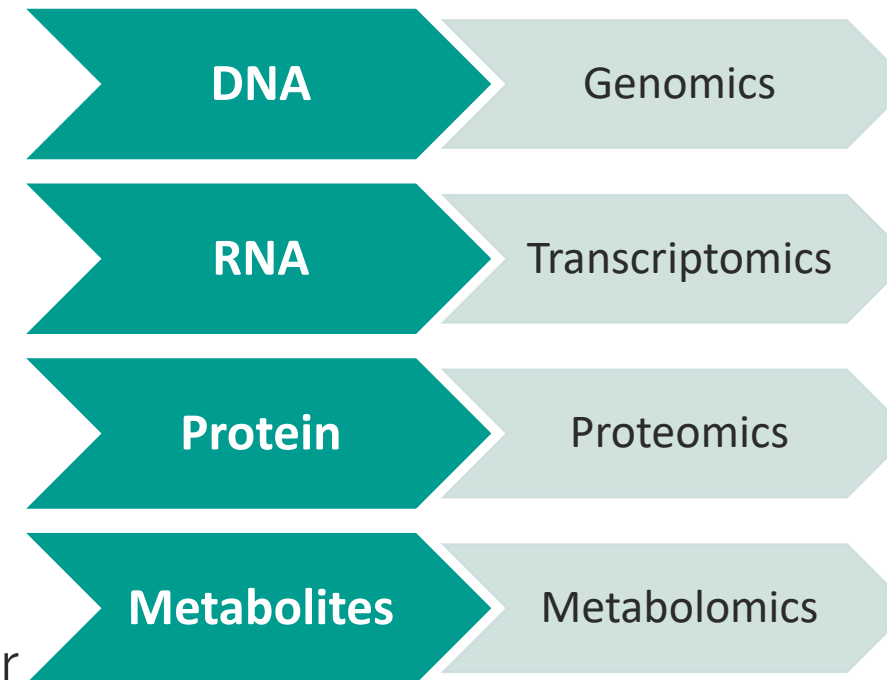 DNA Genomics
RNA Transcriptomics
Protein Proteomics
Metabolites Metabolomics
r